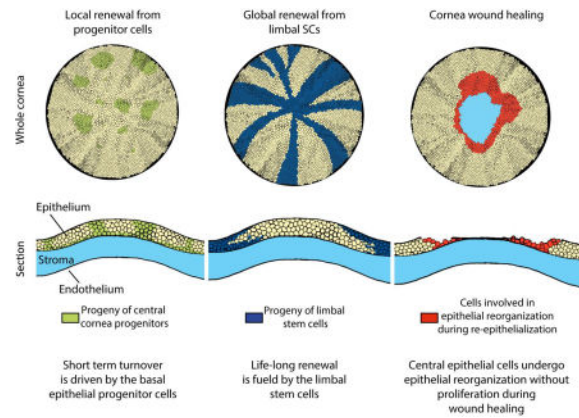 Local renewal from
progenitor cells
Global renewal from
limbal SCs
Cornea wound healing
Whole cornea
Epithelium
Section
Stroma
Endothelium
Progeny of central
cornea progenitors
Progeny of limbal
stem cells
Cells involved in
epithelial reorganization
during re-epithelialization
Short term turnover
is driven by the basal
epithelial progenitor cells
Life-long renewal
is fueld by the limbal
stem cells
Central epithelial cells undergo
epithelial reorganization without
proliferation during
wound healing